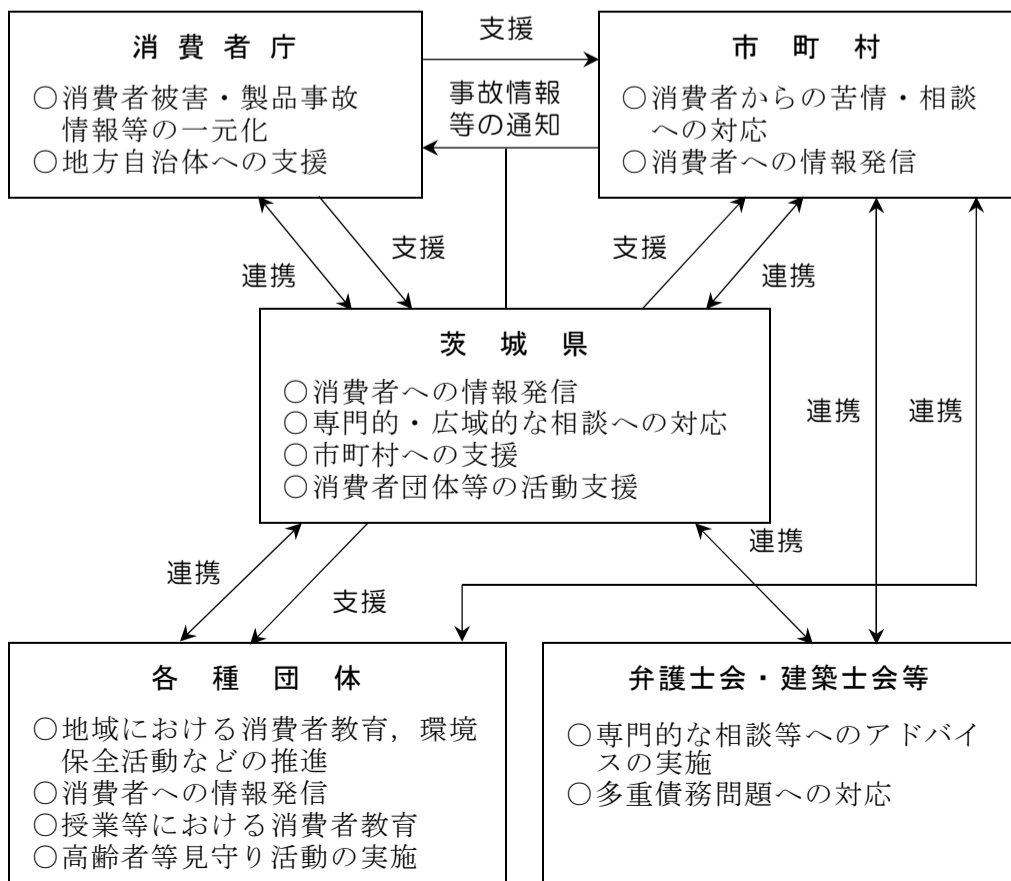 消費者庁
○消費者被害・製品事故
情報等の一元化
○地方自治体への支援
支援
事故情報
等の通知
市町村
○消費者からの苦情・相談
への対応
○消費者への情報発信
連携
支援
支援
連携
茨城県
○消費者への情報発信
○専門的・広域的な相談への対応
○市町村への支援
○消費者団体等の活動支援
連携
連携
連携
支援
連携
各種団体
○地域における消費者教育，環境
保全活動などの推進
○消費者への情報発信
○授業等における消費者教育
○高齢者等見守り活動の実施
弁護士会・建築士会等
○専門的な相談等へのアドバイ
スの実施
○多重債務問題への対応